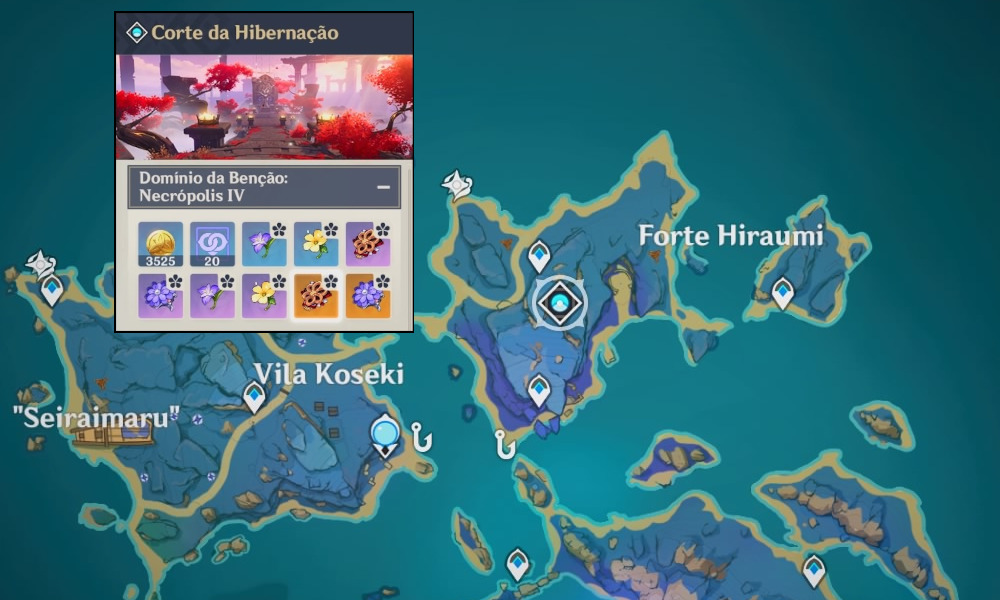 Corte da Hibernação
Domínio da Benção:
Necrópolis IV
3525
20
Forte Hiraumi
Vila Koseki
"Seiraimaru"